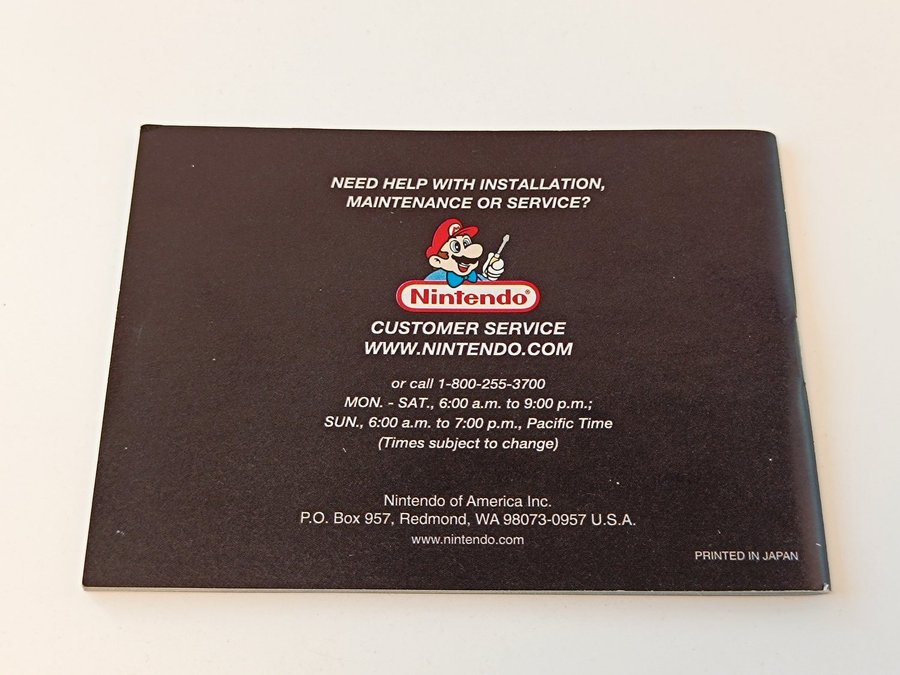 NEED HELP WITH INSTALLATION,
MAINTENANCE OR SERVICE?
M
Nintendo®
CUSTOMER SERVICE
WWW.NINTENDO.COM
or call 1-800-255-3700
MON. - SAT., 6:00 a.m. to 9:00 p.m.;
SUN., 6:00 a.m. to 7:00 p.m., Pacific Time
(Times subject to change)
Nintendo of America Inc.
P.O. Box 957, Redmond, WA 98073-0957 U.S.A.
www.nintendo.com
PRINTED IN JAPAN